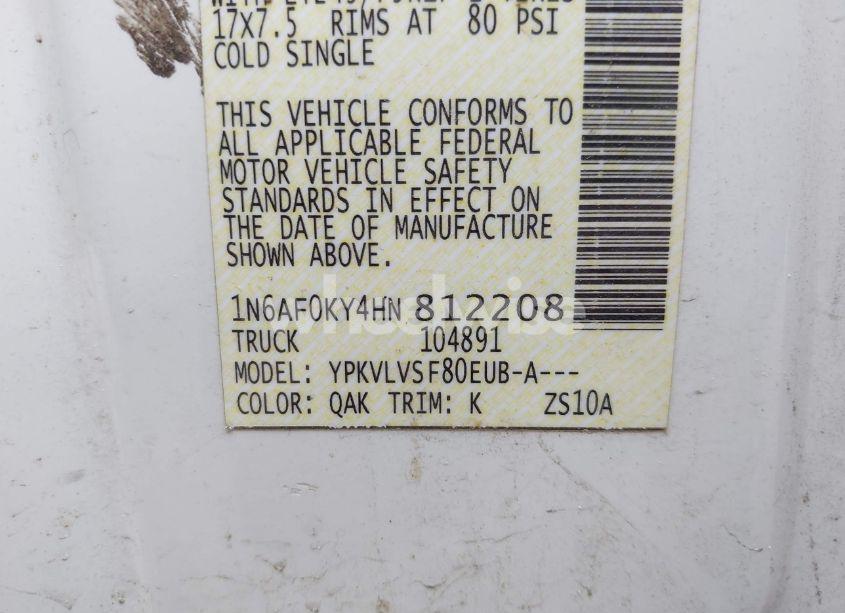 17X7.5 RIMS AT 80 PSI
COLD SINGLE
THIS VEHICLE CONFORMS TO
ALL APPLICABLE FEDERAL
MOTOR VEHICLE SAFETY
STANDARDS IN EFFECT ON
THE DATE OF MANUFACTURE
SHOWN ABOVE.
1N6AF0KY4HN 812208
wheelwise
TRUCK 104891
MODEL: YPKVLVSF80EUB-A---
COLOR: QAK TRIM: K ZS10A